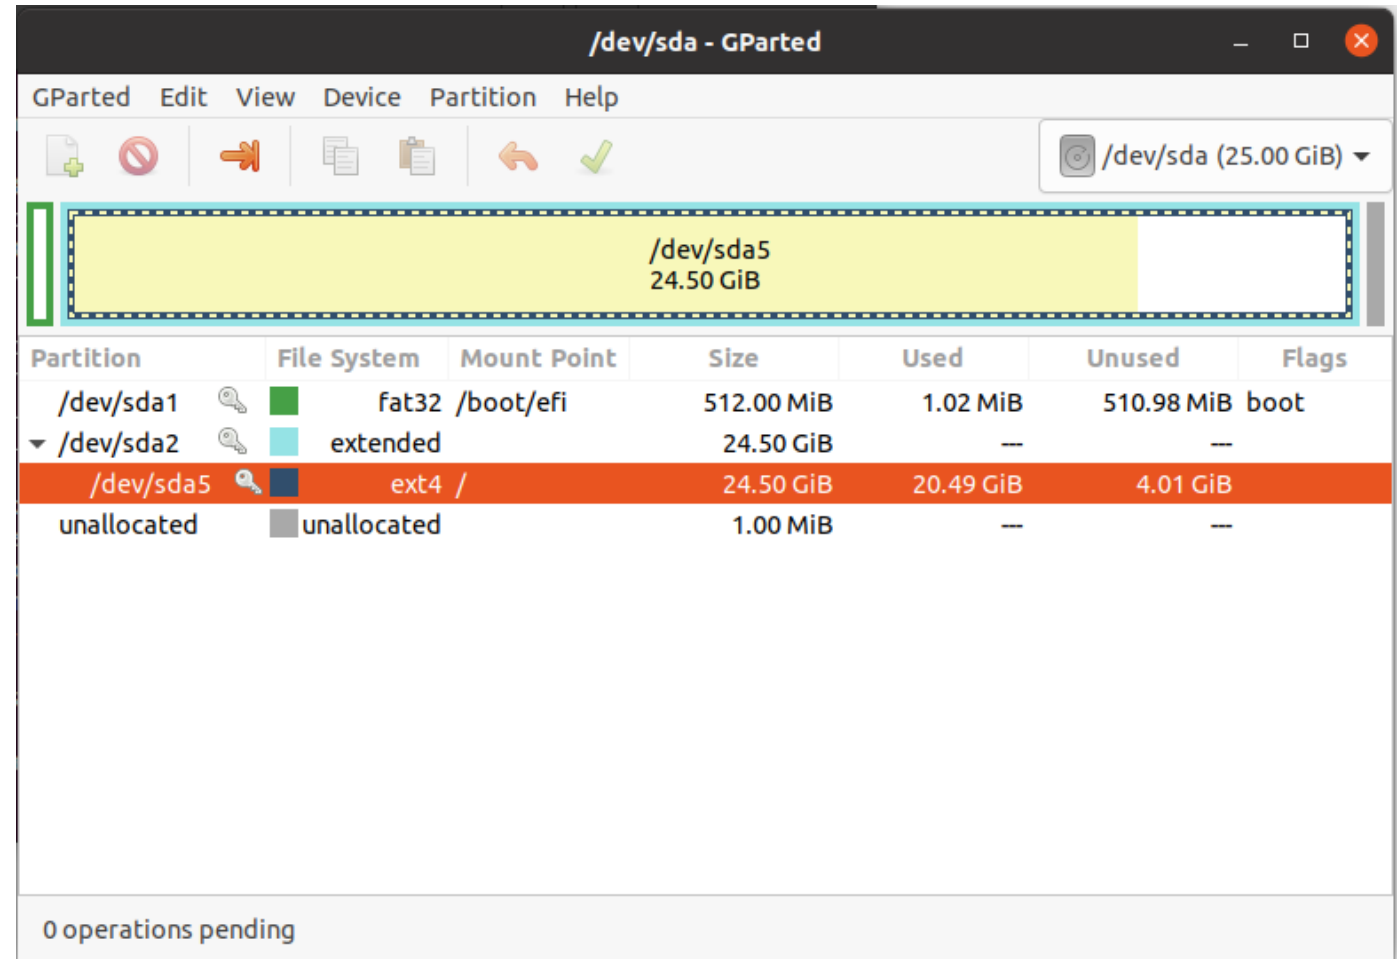 /dev/sda - GParted
GParted Edit View Device Partition Help
/dev/sda (25.00 GiB)
/dev/sda5
24.50 GiB
Partition File System Mount Point Size Used Unused Flags
/dev/sda1 fat32 /boot/efi 512.00 MiB 1.02 MiB 510.98 MiB boot
/dev/sda2 extended 24.50 GiB --- ---
/dev/sda5 ext4 / 24.50 GiB 20.49 GiB 4.01 GiB
unallocated unallocated 1.00 MiB --- ---
0 operations pending